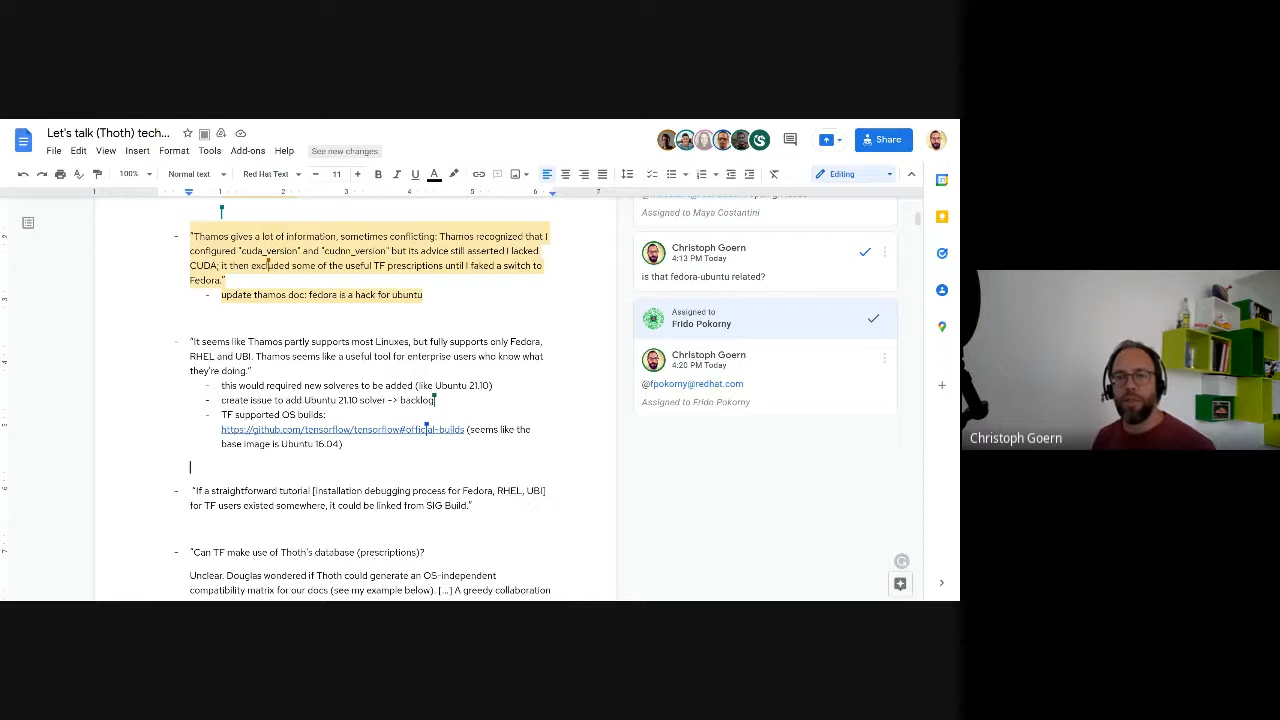 Let's talk (Thoth) tech...
File Edit View Insert Format Tools Add-ons Help See new changes
Share
100% Normal text Red Hat Text 11 Editing
1 1 2 3 4 5 6 7
"Thamos gives a lot of information, sometimes conflicting: Thamos recognized that I
configured "cuda_version" and "cudnn_version" but its advice still asserted I lacked
CUDA; it then excluded some of the useful TF prescriptions until I faked a switch to
Fedora."
- update thamos doc: fedora is a hack for ubuntu
- "It seems like Thamos partly supports most Linuxes, but fully supports only Fedora,
RHEL and UBI. Thamos seems like a useful tool for enterprise users who know what
they're doing."
- this would required new solveres to be added (like Ubuntu 21.10)
- create issue to add Ubuntu 21.10 solver -> backlog
- TF supported OS builds:
https://github.com/tensorflow/tensorflow#official-builds (seems like the
base image is Ubuntu 16.04)
- "If a straightforward tutorial [installation debugging process for Fedora, RHEL, UBI]
for TF users existed somewhere, it could be linked from SIG Build."
- "Can TF make use of Thoth's database (prescriptions)?
Unclear. Douglas wondered if Thoth could generate an OS-independent
compatibility matrix for our docs (see my example below). [...] A greedy collaboration
Assigned to Maya Costantini
Christoph Goern
4:13 PM Today
is that fedora-ubuntu related?
Assigned to
Frido Pokorny
Christoph Goern
4:20 PM Today
@fpokorny@redhat.com
Assigned to Frido Pokorny
Christoph Goern